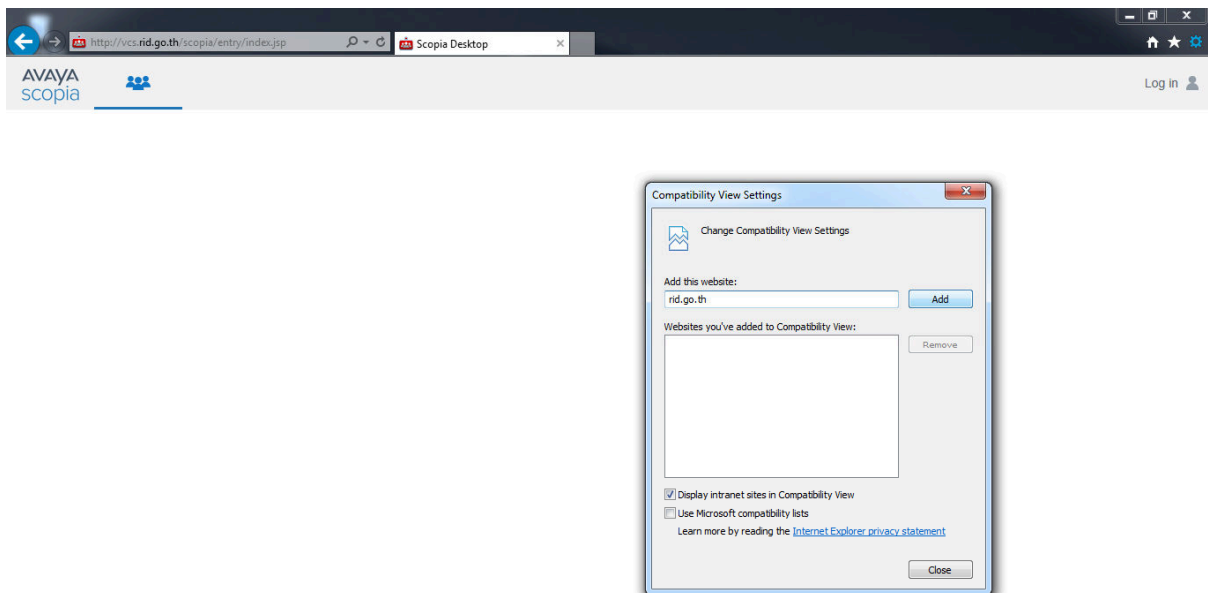 http://vcs.rid.go.th/scopia/entry/index.jsp
Scopia Desktop
AVAYA
scopia
Log in
Compatibility View Settings
Change Compatibility View Settings
Add this website:
rid.go.th
Add
Websites you've added to Compatibility View:
Remove
Display intranet sites in Compatibility View
Use Microsoft compatibility lists
Learn more by reading the Internet Explorer privacy statement
Close